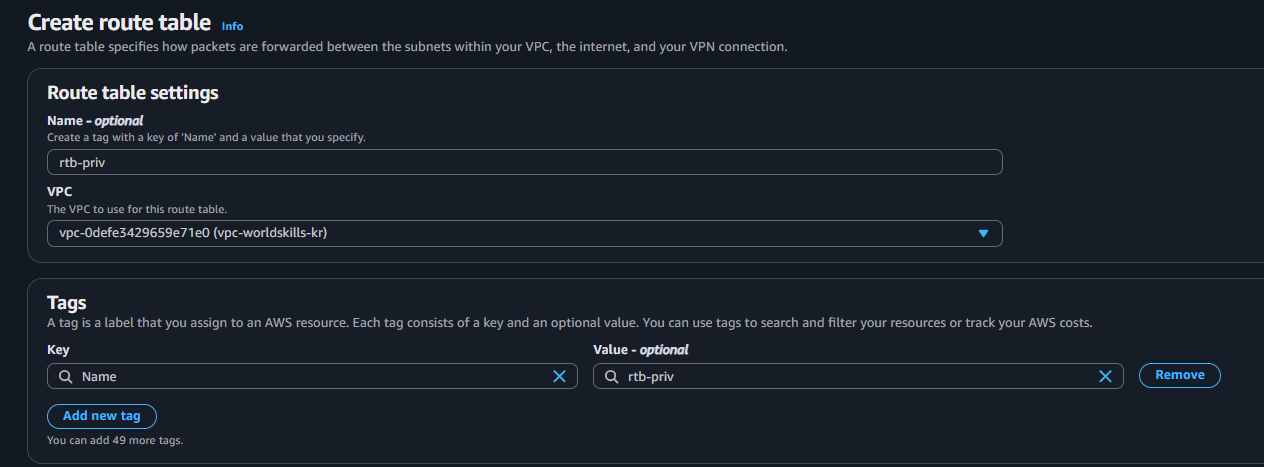 Create route table Info
A route table specifies how packets are forwarded between the subnets within your VPC, the internet, and your VPN connection.
Route table settings
Name - optional
Create a tag with a key of 'Name' and a value that you specify.
rtb-priv
VPC
The VPC to use for this route table.
vpc-0defe3429659e71e0 (vpc-worldskills-kr)
Tags
A tag is a label that you assign to an AWS resource. Each tag consists of a key and an optional value. You can use tags to search and filter your resources or track your AWS costs.
Key Value - optional
Name rtb-priv Remove
Add new tag
You can add 49 more tags.